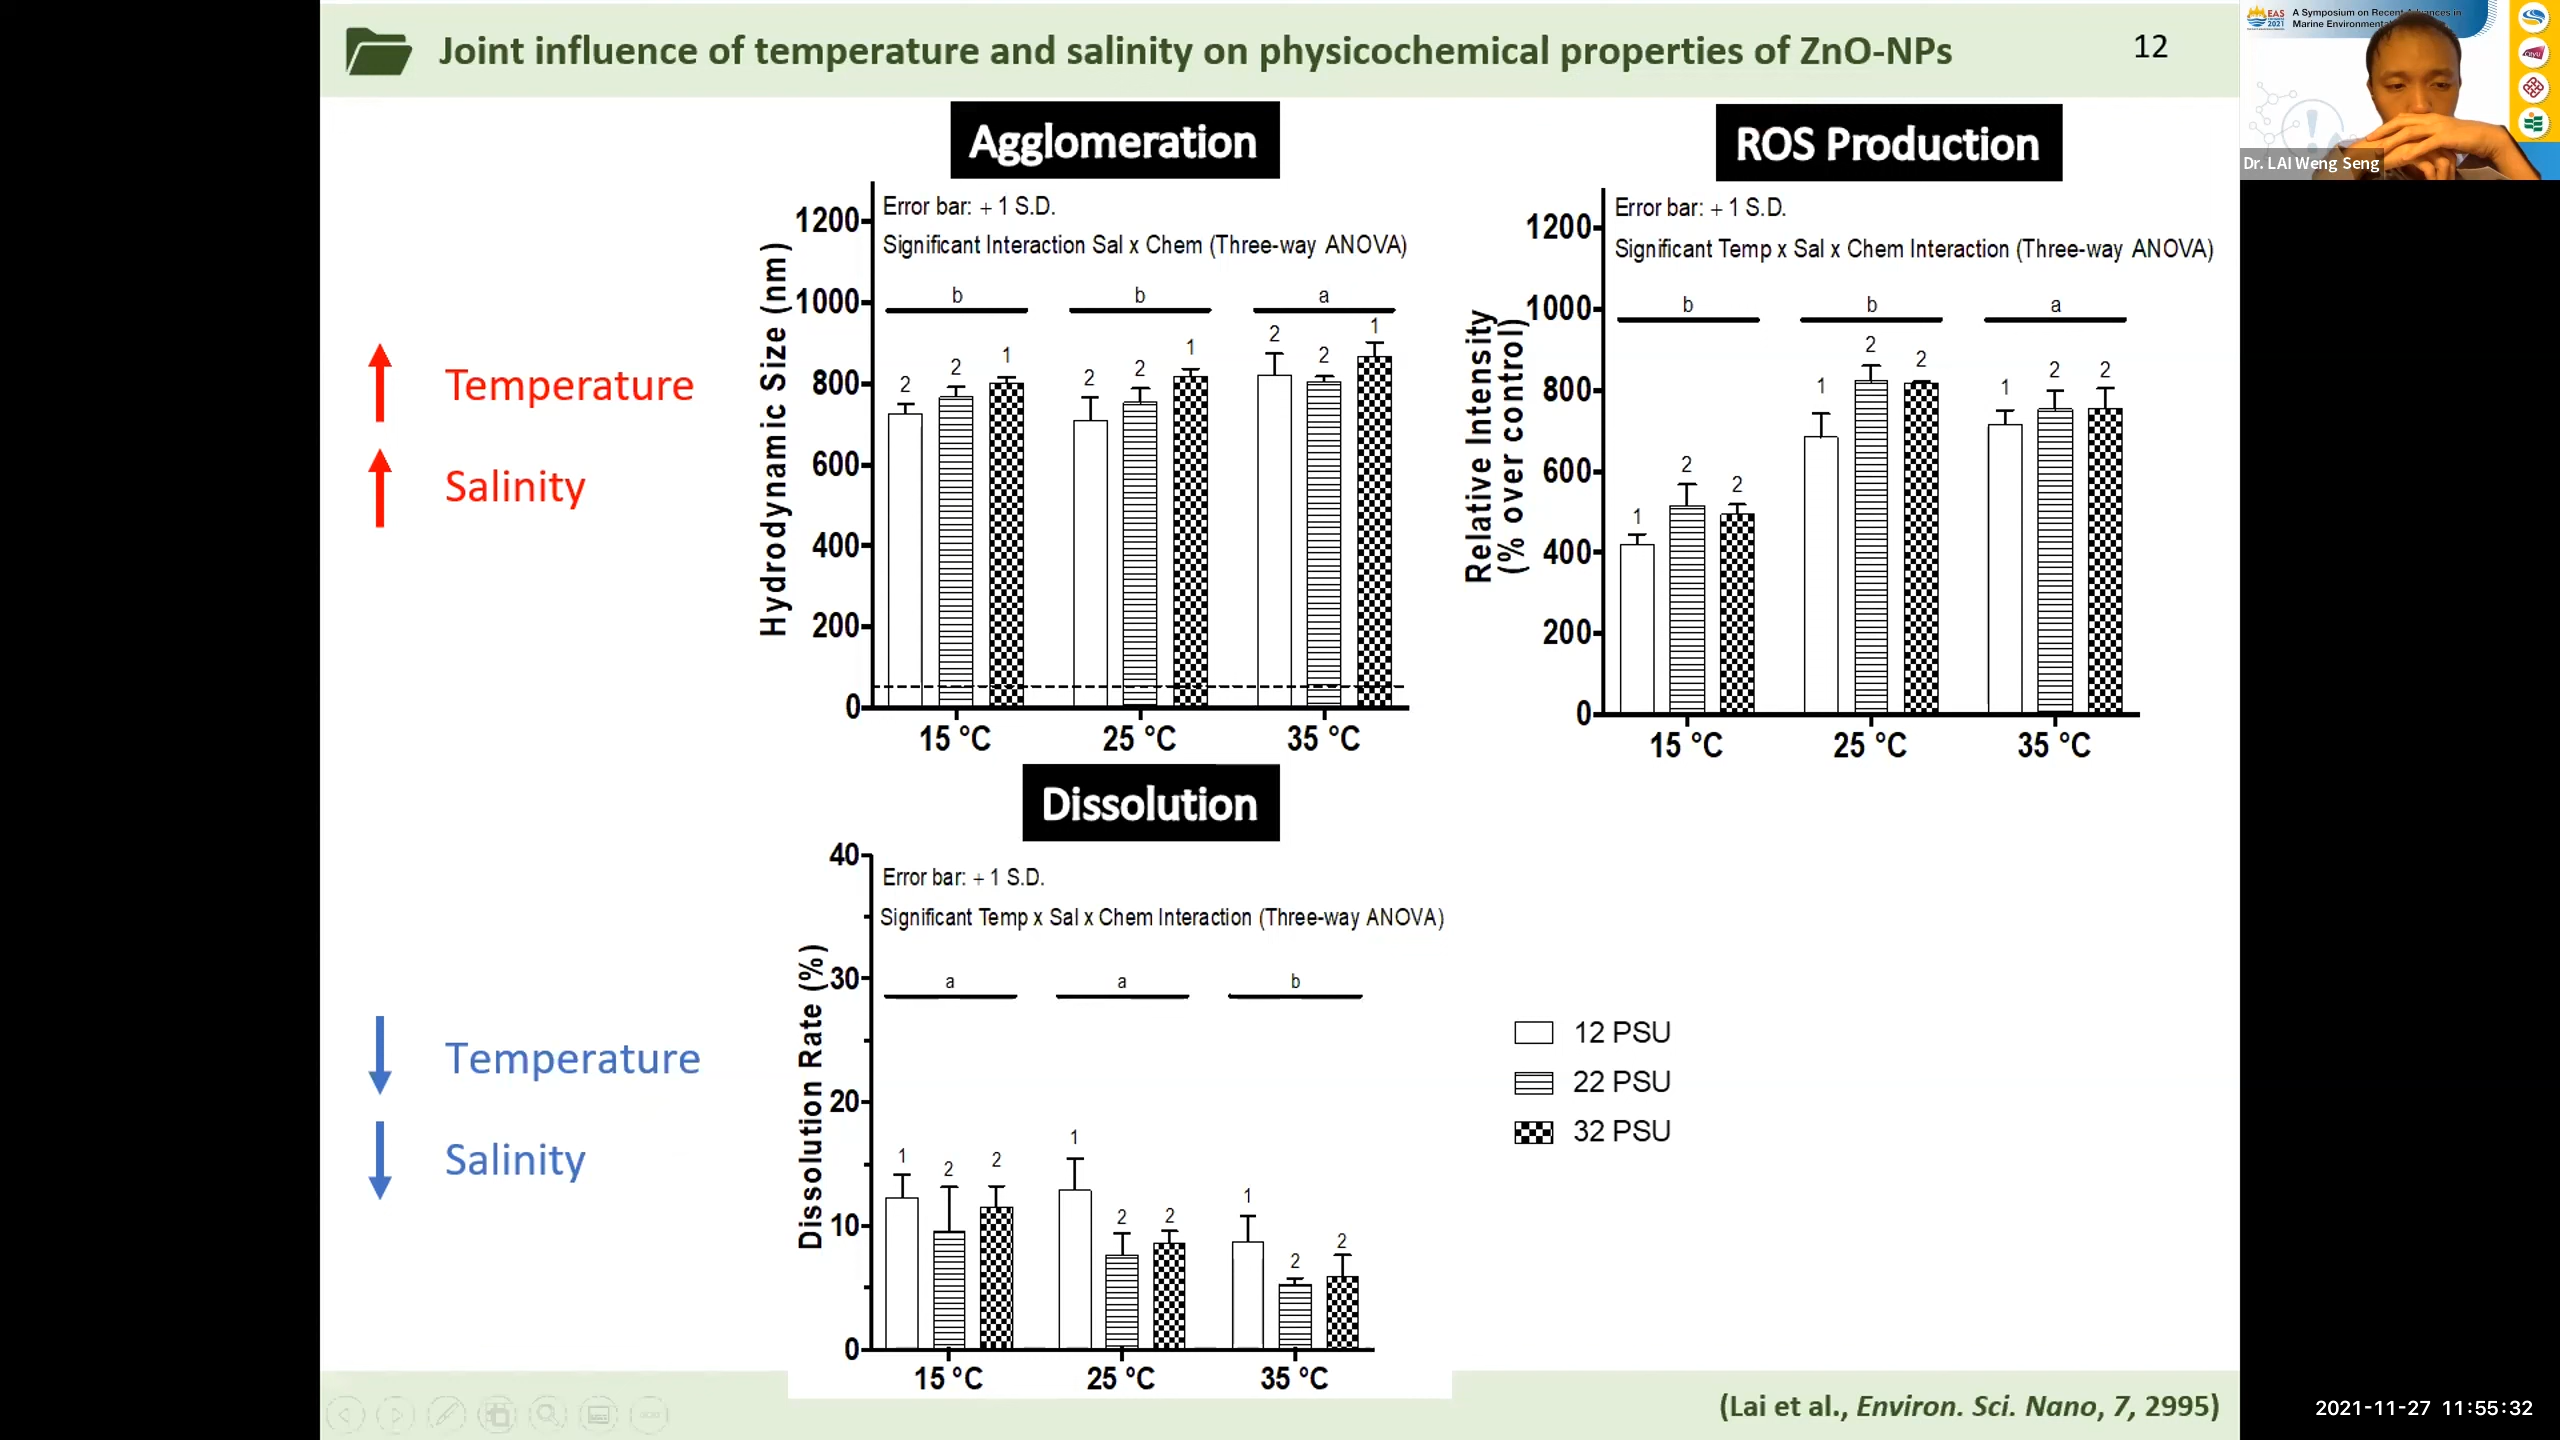 Joint influence of temperature and salinity on physicochemical properties of ZnO-NPs
12
A Symposium on Recent Advances in
Marine Environmental
EAS
2021
Dr. LAI Weng Seng
Temperature
Salinity
Agglomeration
Error bar: + 1 S.D.
Significant Interaction Sal x Chem (Three-way ANOVA)
Hydrodynamic Size (nm)
1200
1000
800
600
400
200
0
b b a
2 2 1 2 2 1 2 2 1
15 °C 25 °C 35 °C
ROS Production
Error bar: + 1 S.D.
Significant Temp x Sal x Chem Interaction (Three-way ANOVA)
Relative Intensity
(% over control)
1200
1000
800
600
400
200
0
b b a
1 2 2 1 2 2 1 2 2
15 °C 25 °C 35 °C
Temperature
Salinity
Dissolution
Error bar: + 1 S.D.
Significant Temp x Sal x Chem Interaction (Three-way ANOVA)
Dissolution Rate (%)
40
30
20
10
0
a a b
1 2 2 1 2 2 1 2 2
15 °C 25 °C 35 °C
12 PSU
22 PSU
32 PSU
(Lai et al., Environ. Sci. Nano, 7, 2995)
2021-11-27 11:55:32